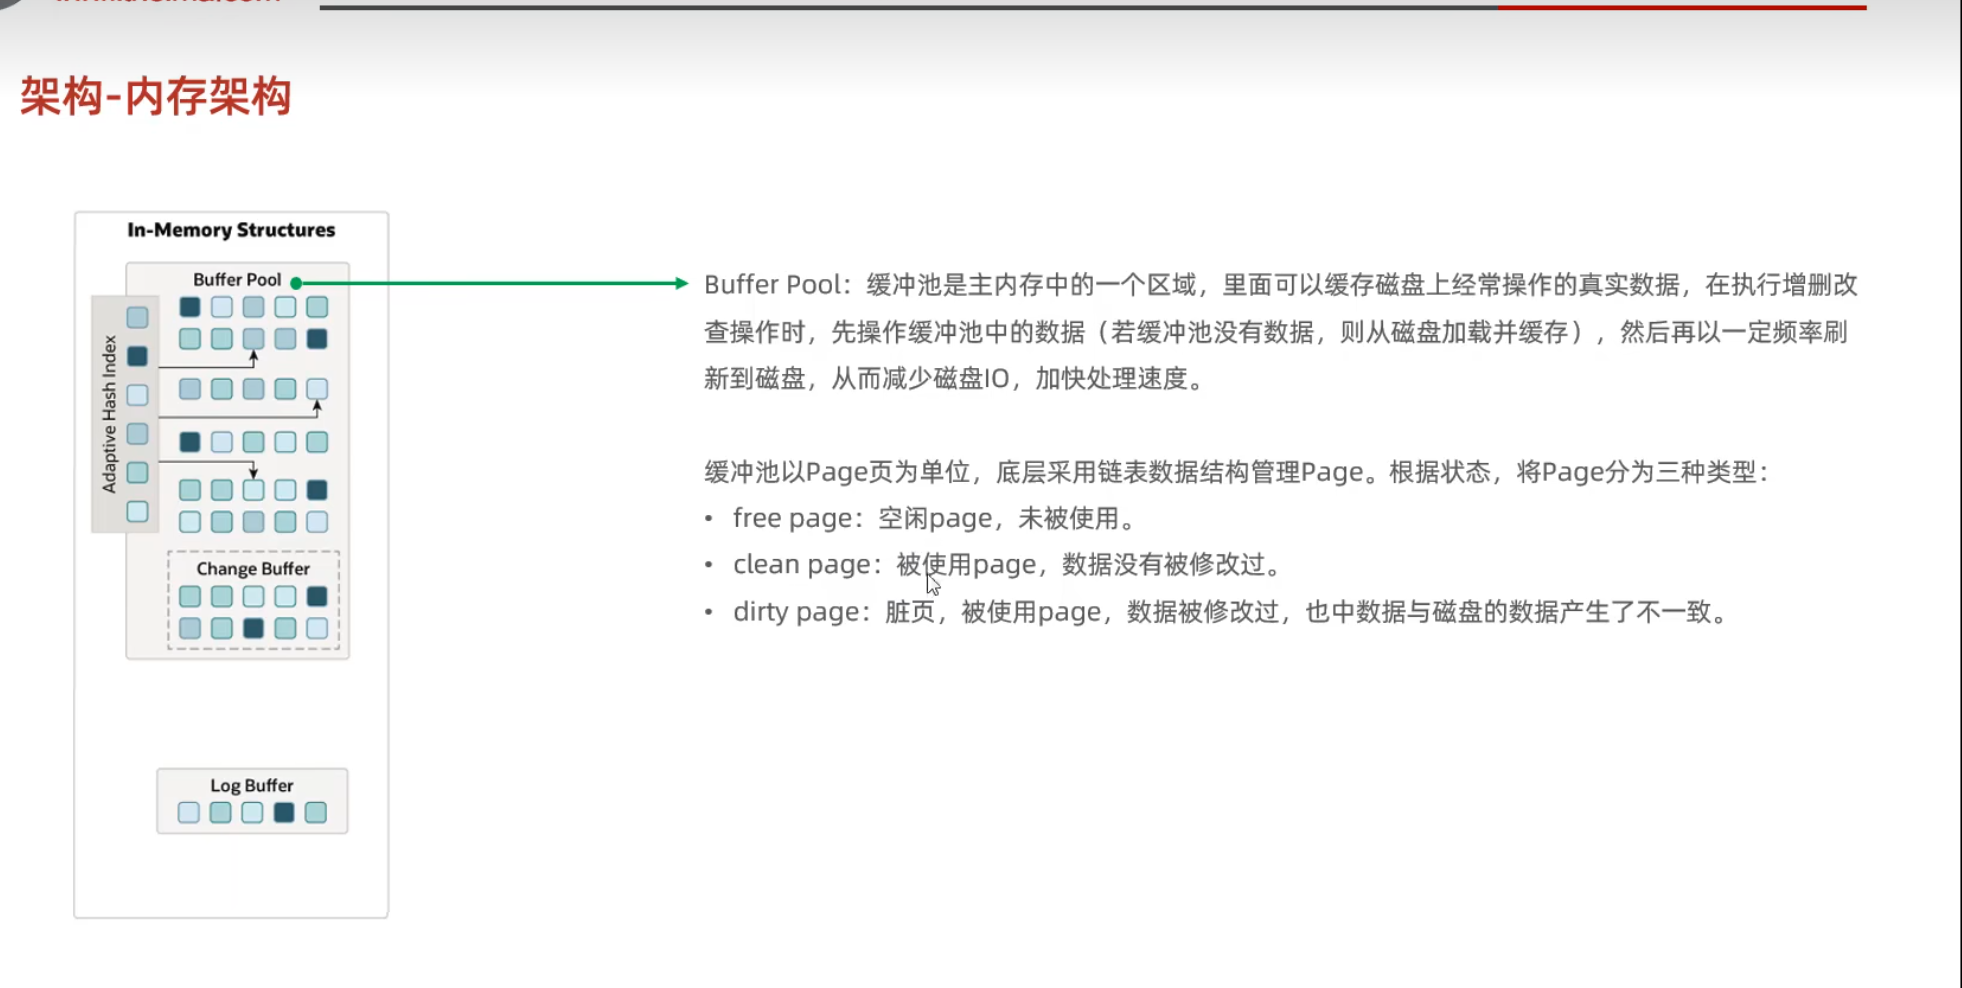 架构-内存架构
In-Memory Structures
Buffer Pool
Adaptive Hash Index
Change Buffer
Log Buffer
Buffer Pool：缓冲池是主内存中的一个区域，里面可以缓存磁盘上经常操作的真实数据，在执行增删改
查操作时，先操作缓冲池中的数据（若缓冲池没有数据，则从磁盘加载并缓存），然后再以一定频率刷
新到磁盘，从而减少磁盘IO，加快处理速度。
缓冲池以Page页为单位，底层采用链表数据结构管理Page。根据状态，将Page分为三种类型：
• free page：空闲page，未被使用。
• clean page：被使用page，数据没有被修改过。
• dirty page：脏页，被使用page，数据被修改过，也中数据与磁盘的数据产生了不一致。